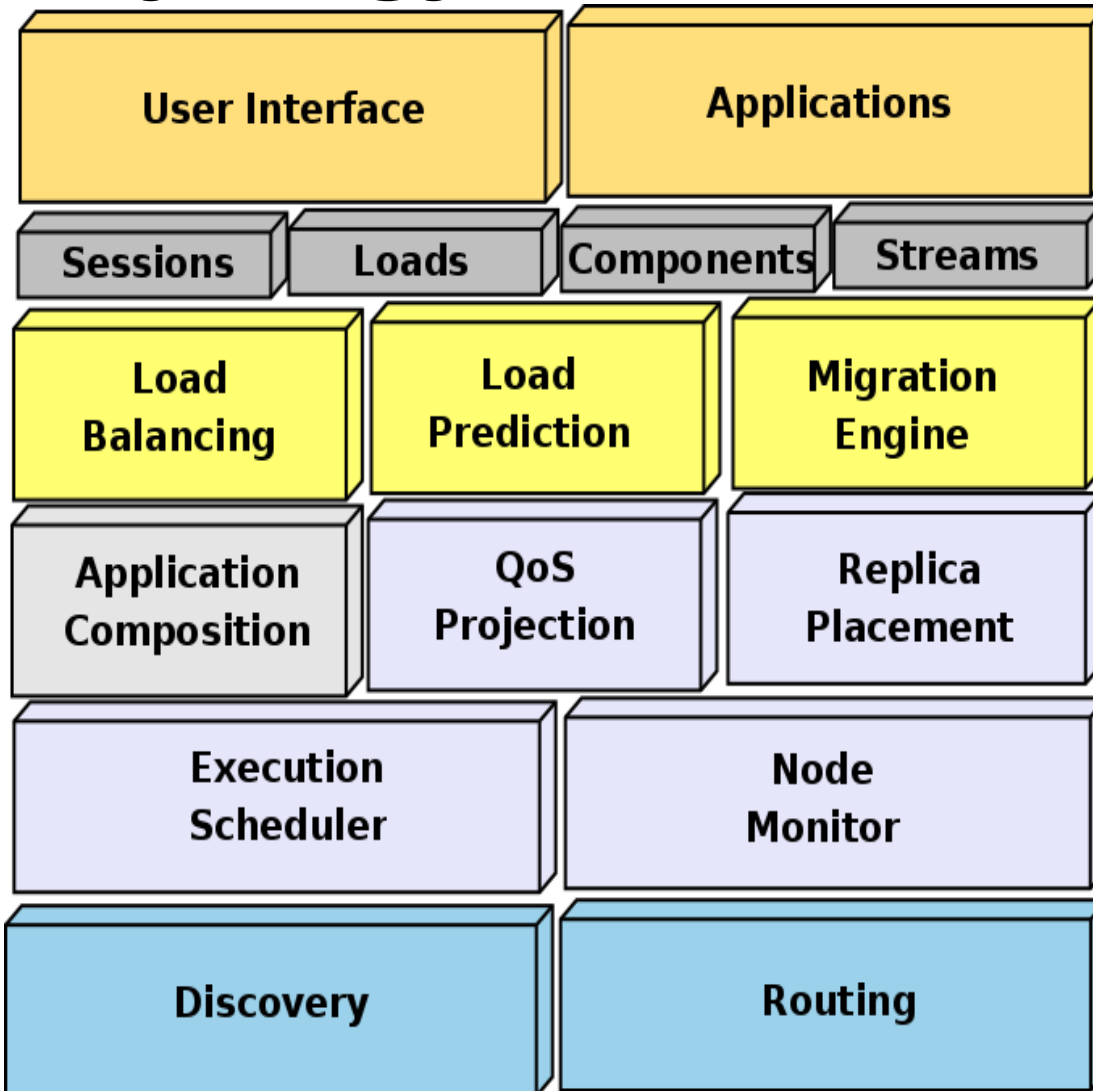 User Interface
Applications
Sessions
Loads
Components
Streams
Load
Balancing
Load
Prediction
Migration
Engine
Application
Composition
QoS
Projection
Replica
Placement
Execution
Scheduler
Node
Monitor
Discovery
Routing